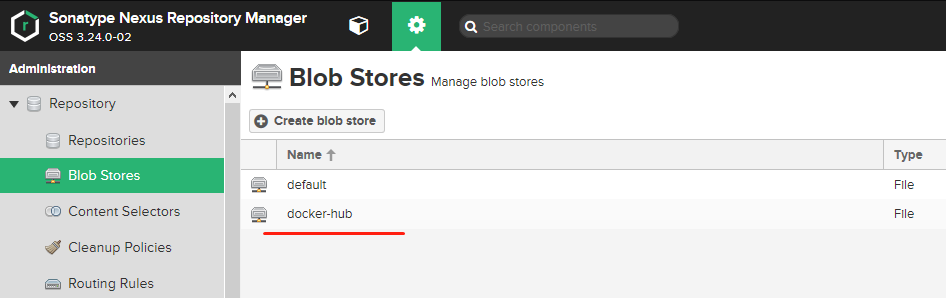 Sonatype Nexus Repository Manager
OSS 3.24.0-02
Search components
Administration
Repository
Repositories
Blob Stores
Content Selectors
Cleanup Policies
Routing Rules
Blob Stores Manage blob stores
Create blob store
Name Type
default File
docker-hub File